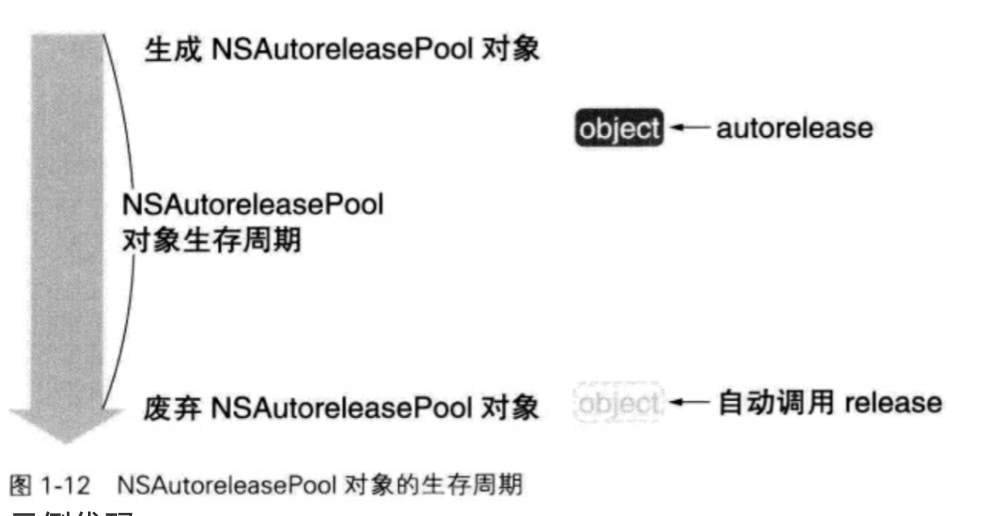 生成 NSAutoreleasePool 对象
object
autorelease
NSAutoreleasePool
对象生存周期
废弃 NSAutoreleasePool 对象
object
自动调用 release
图 1-12 NSAutoreleasePool 对象的生存周期